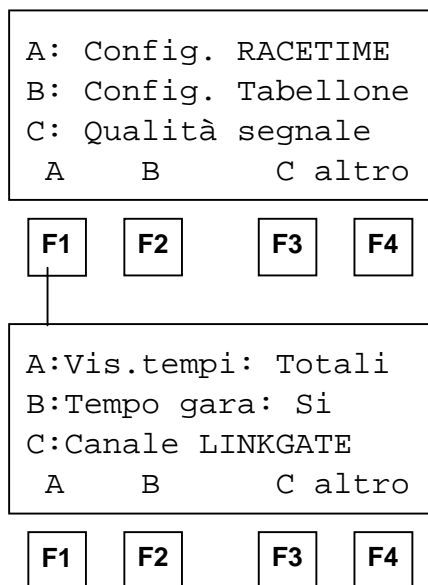 A: Config. RACETIME
B: Config. Tabellone
C: Qualità segnale
A B C altro
F1 F2 F3 F4
A:Vis.tempi: Totali
B:Tempo gara: Si
C:Canale LINKGATE
A B C altro
F1 F2 F3 F4